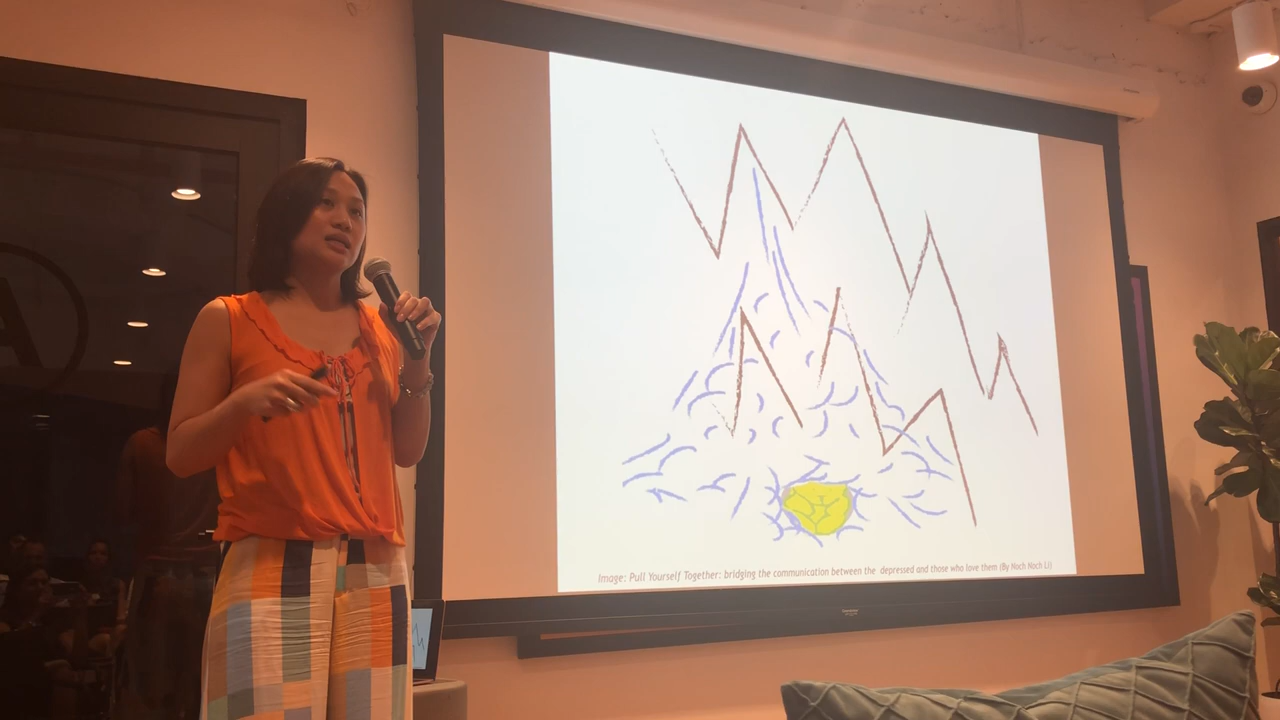 A
Image: Pull Yourself Together: bridging the communication between the depressed and those who love them (By Noch Noch Li)